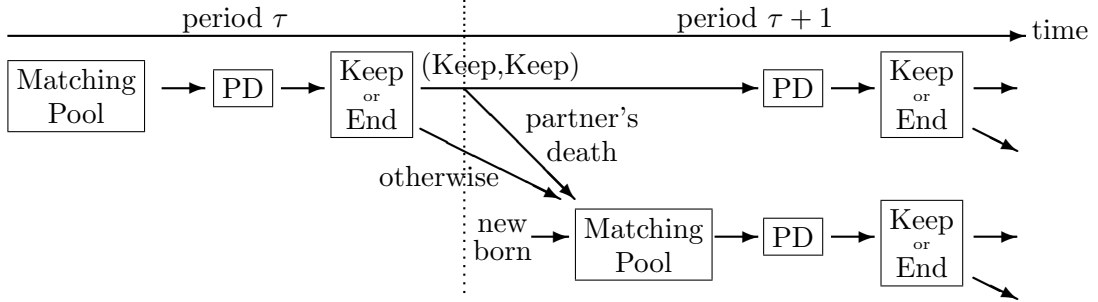 period τ
period τ + 1
time
Matching
Pool
PD
Keep
or
End
(Keep,Keep)
PD
Keep
or
End
partner's
death
otherwise
new
born
Matching
Pool
PD
Keep
or
End